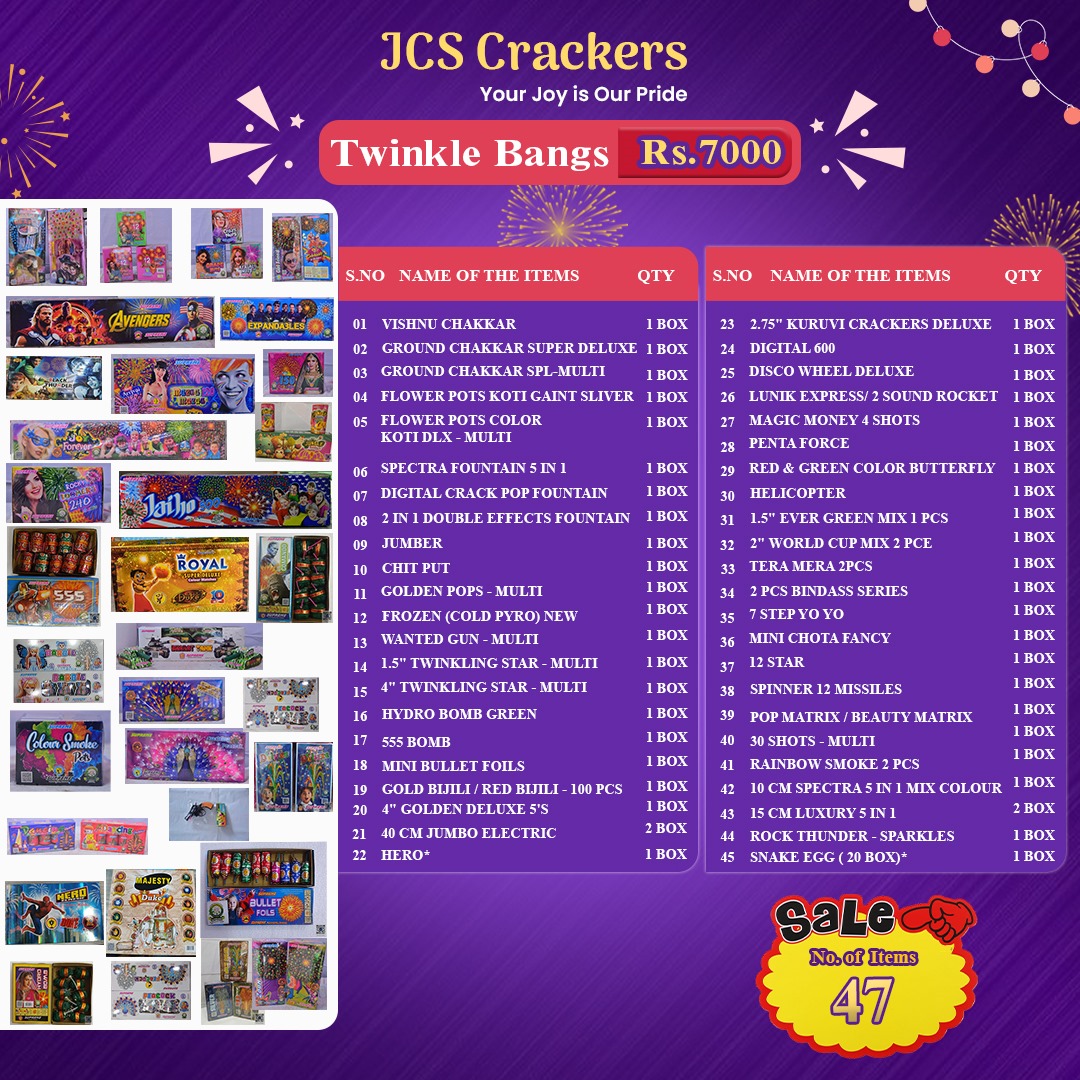 JCS Crackers
Your Joy is Our Pride
Twinkle Bangs Rs.7000
S.NO NAME OF THE ITEMS QTY
01 VISHNU CHAKKAR 1 BOX
02 GROUND CHAKKAR SUPER DELUXE 1 BOX
03 GROUND CHAKKAR SPL-MULTI 1 BOX
04 FLOWER POTS KOTI GAINT SLIVER 1 BOX
05 FLOWER POTS COLOR 1 BOX
KOTI DLX - MULTI
06 SPECTRA FOUNTAIN 5 IN 1 1 BOX
07 DIGITAL CRACK POP FOUNTAIN 1 BOX
08 2 IN 1 DOUBLE EFFECTS FOUNTAIN 1 BOX
09 JUMBER 1 BOX
10 CHIT PUT 1 BOX
11 GOLDEN POPS - MULTI 1 BOX
12 FROZEN (COLD PYRO) NEW 1 BOX
13 WANTED GUN - MULTI 1 BOX
14 1.5" TWINKLING STAR - MULTI 1 BOX
15 4" TWINKLING STAR - MULTI 1 BOX
16 HYDRO BOMB GREEN 1 BOX
17 555 BOMB 1 BOX
18 MINI BULLET FOILS 1 BOX
19 GOLD BIJILI / RED BIJILI - 100 PCS 1 BOX
20 4" GOLDEN DELUXE 5'S 1 BOX
21 40 CM JUMBO ELECTRIC 2 BOX
22 HERO* 1 BOX
S.NO NAME OF THE ITEMS QTY
23 2.75" KURUVI CRACKERS DELUXE 1 BOX
24 DIGITAL 600 1 BOX
25 DISCO WHEEL DELUXE 1 BOX
26 LUNIK EXPRESS/ 2 SOUND ROCKET 1 BOX
27 MAGIC MONEY 4 SHOTS 1 BOX
28 PENTA FORCE 1 BOX
29 RED & GREEN COLOR BUTTERFLY 1 BOX
30 HELICOPTER 1 BOX
31 1.5" EVER GREEN MIX 1 PCS 1 BOX
32 2" WORLD CUP MIX 2 PCE 1 BOX
33 TERA MERA 2PCS 1 BOX
34 2 PCS BINDASS SERIES 1 BOX
35 7 STEP YO YO 1 BOX
36 MINI CHOTA FANCY 1 BOX
37 12 STAR 1 BOX
38 SPINNER 12 MISSILES 1 BOX
39 POP MATRIX / BEAUTY MATRIX 1 BOX
40 30 SHOTS - MULTI 1 BOX
41 RAINBOW SMOKE 2 PCS 1 BOX
42 10 CM SPECTRA 5 IN 1 MIX COLOUR 1 BOX
43 15 CM LUXURY 5 IN 1 2 BOX
44 ROCK THUNDER - SPARKLES 1 BOX
45 SNAKE EGG ( 20 BOX)* 1 BOX
SALE
No. of Items
47
AVENGERS
EXPANDABLES
Forever
240
Jaiho
ROYAL
SUPER DELUXE
10
555
Colour Smoke
HERO
MAJESTY
Duke
BULLET
FOILS